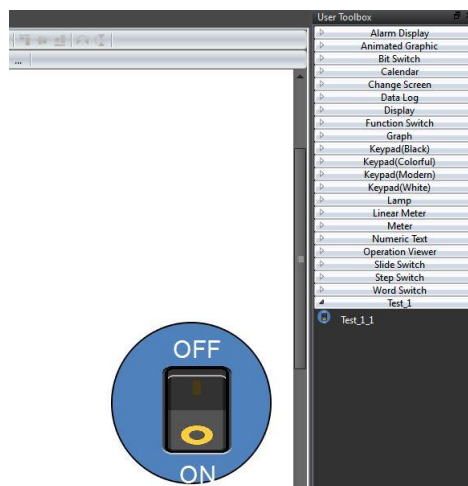 User Toolbox
...
Alarm Display
Animated Graphic
Bit Switch
Calendar
Change Screen
Data Log
Display
Function Switch
Graph
Keypad(Black)
Keypad(Colorful)
Keypad(Modern)
Keypad(White)
Lamp
Linear Meter
Meter
Numeric Text
Operation Viewer
Slide Switch
Step Switch
Word Switch
Test_1
Test_1_1
OFF
ON